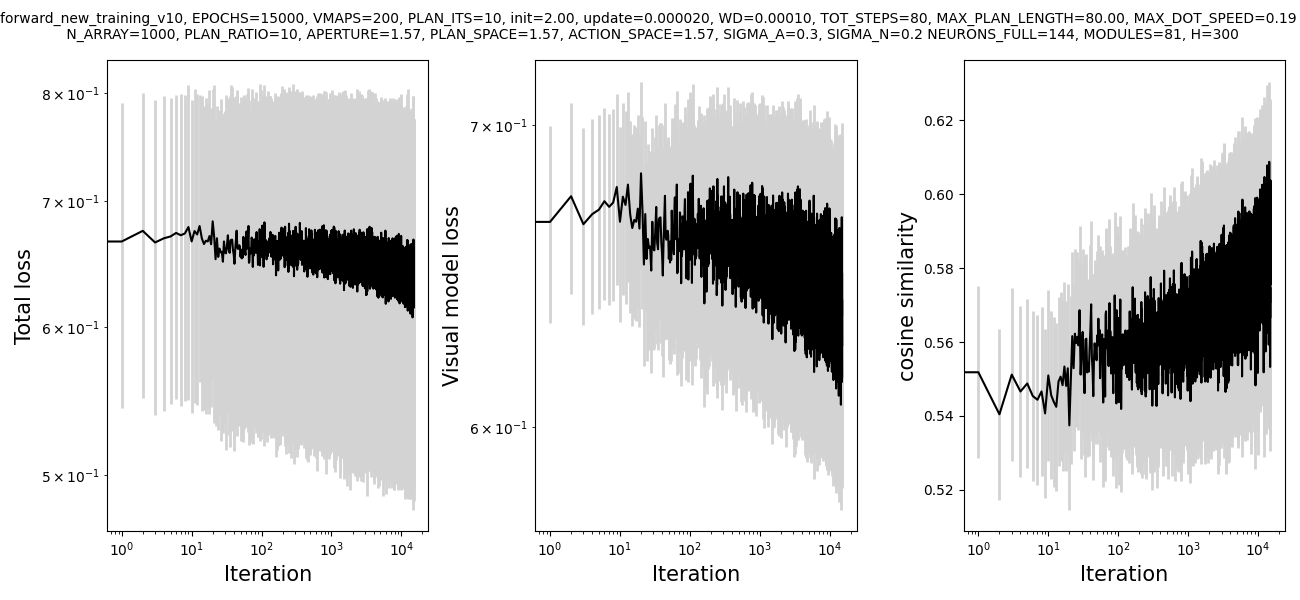 forward_new_training_v10, EPOCHS=15000, VMAPS=200, PLAN_ITS=10, init=2.00, update=0.000020, WD=0.00010, TOT_STEPS=80, MAX_PLAN_LENGTH=80.00, MAX_DOT_SPEED=0.19
N_ARRAY=1000, PLAN_RATIO=10, APERTURE=1.57, PLAN_SPACE=1.57, ACTION_SPACE=1.57, SIGMA_A=0.3, SIGMA_N=0.2 NEURONS_FULL=144, MODULES=81, H=300
Total loss
8 × 10⁻¹
7 × 10⁻¹
6 × 10⁻¹
5 × 10⁻¹
10⁰ 10¹ 10² 10³ 10⁴
Iteration
Visual model loss
7 × 10⁻¹
6 × 10⁻¹
10⁰ 10¹ 10² 10³ 10⁴
Iteration
cosine similarity
0.62
0.60
0.58
0.56
0.54
0.52
10⁰ 10¹ 10² 10³ 10⁴
Iteration